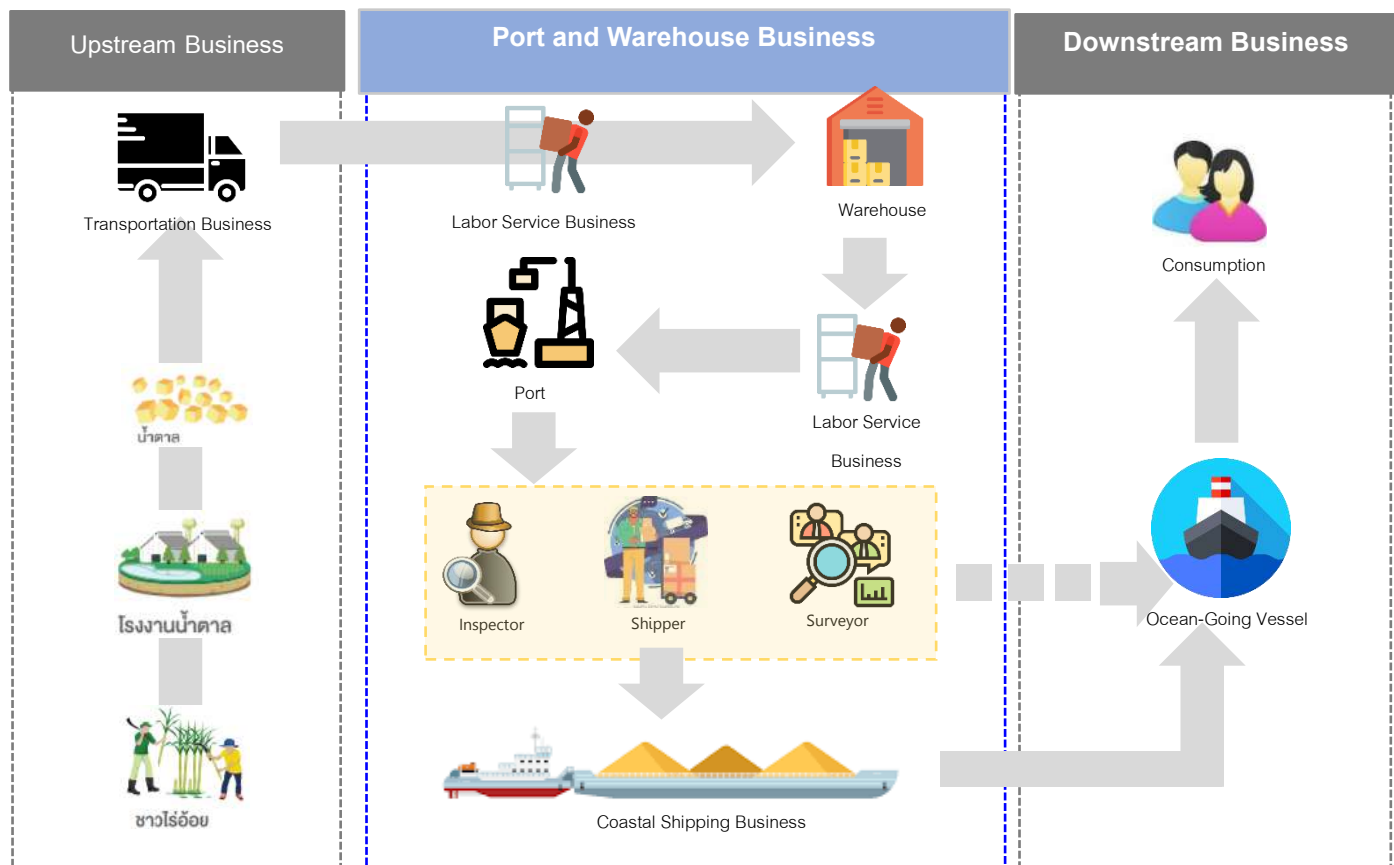 Upstream Business
Port and Warehouse Business
Downstream Business
Transportation Business
น้ำตาล
โรงงานน้ำตาล
ชาวไร่อ้อย
Labor Service Business
Warehouse
Port
Labor Service
Business
Inspector
Shipper
Surveyor
Coastal Shipping Business
Consumption
Ocean-Going Vessel